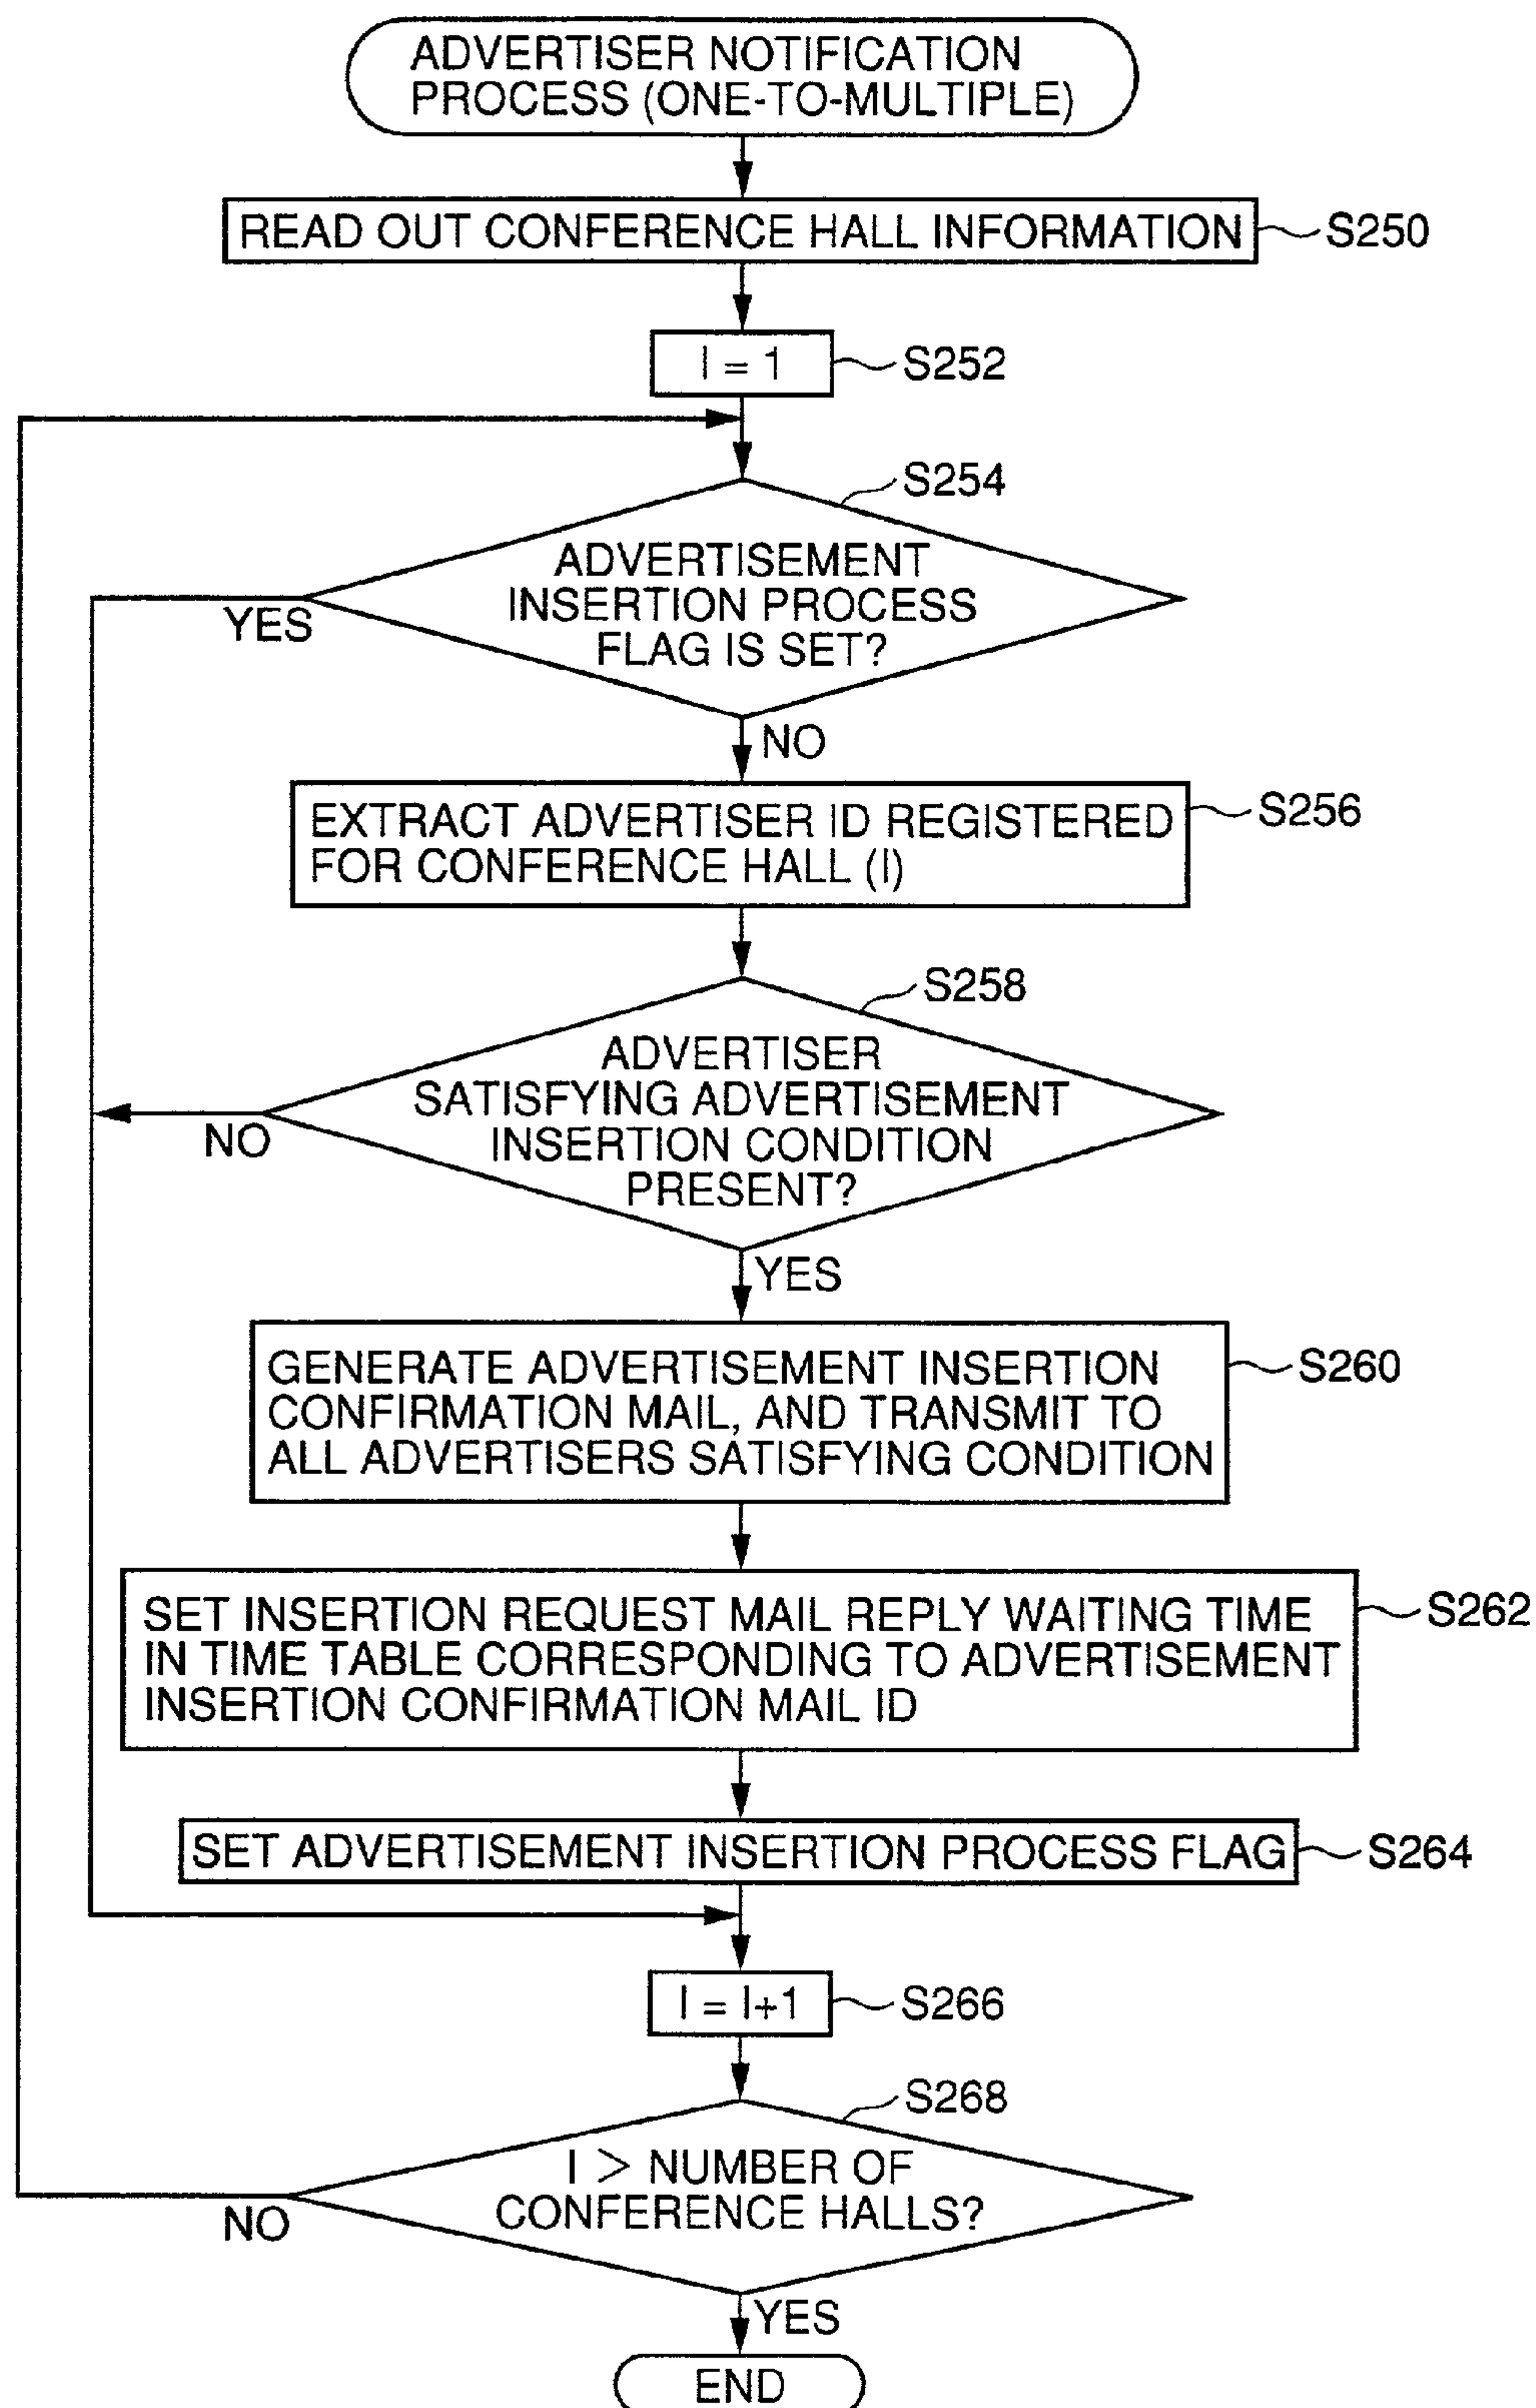 ADVERTISER NOTIFICATION
PROCESS (ONE-TO-MULTIPLE)
READ OUT CONFERENCE HALL INFORMATION
S250
I = 1
S252
S254
ADVERTISEMENT
INSERTION PROCESS
FLAG IS SET?
YES
NO
EXTRACT ADVERTISER ID REGISTERED
FOR CONFERENCE HALL (I)
S256
S258
ADVERTISER
SATISFYING ADVERTISEMENT
INSERTION CONDITION
PRESENT?
NO
YES
GENERATE ADVERTISEMENT INSERTION
CONFIRMATION MAIL, AND TRANSMIT TO
ALL ADVERTISERS SATISFYING CONDITION
S260
SET INSERTION REQUEST MAIL REPLY WAITING TIME
IN TIME TABLE CORRESPONDING TO ADVERTISEMENT
INSERTION CONFIRMATION MAIL ID
S262
SET ADVERTISEMENT INSERTION PROCESS FLAG
S264
I = I+1
S266
S268
I > NUMBER OF
CONFERENCE HALLS?
NO
YES
END